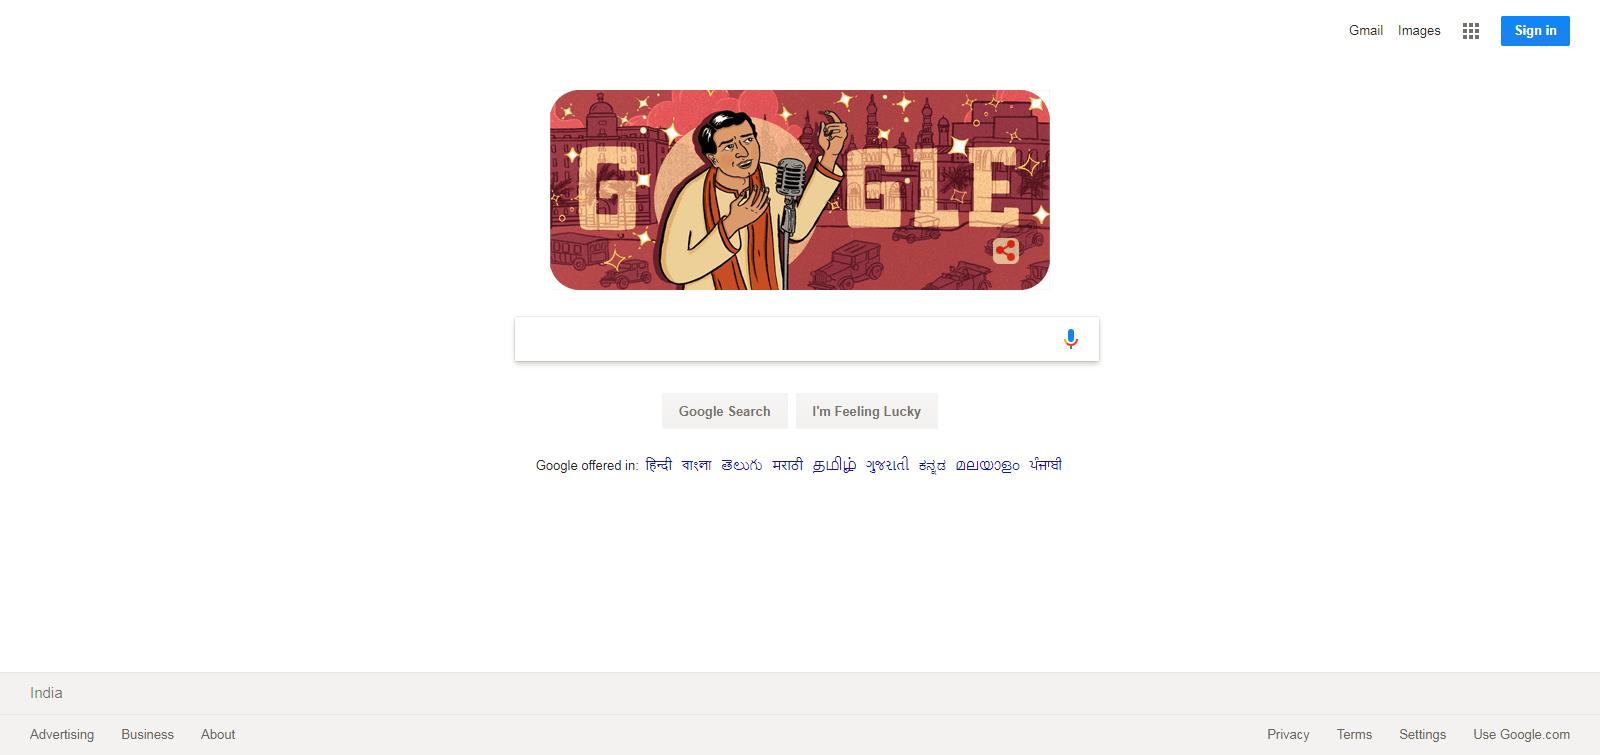 Gmail Images Sign in
G GLE
Google Search I'm Feeling Lucky
Google offered in: हिन्दी বাংলা తెలుగు मराठी தமிழ் ગુજરાતી ಕನ್ನಡ മലയാളം ਪੰਜਾਬੀ
India
Advertising Business About Privacy Terms Settings Use Google.com